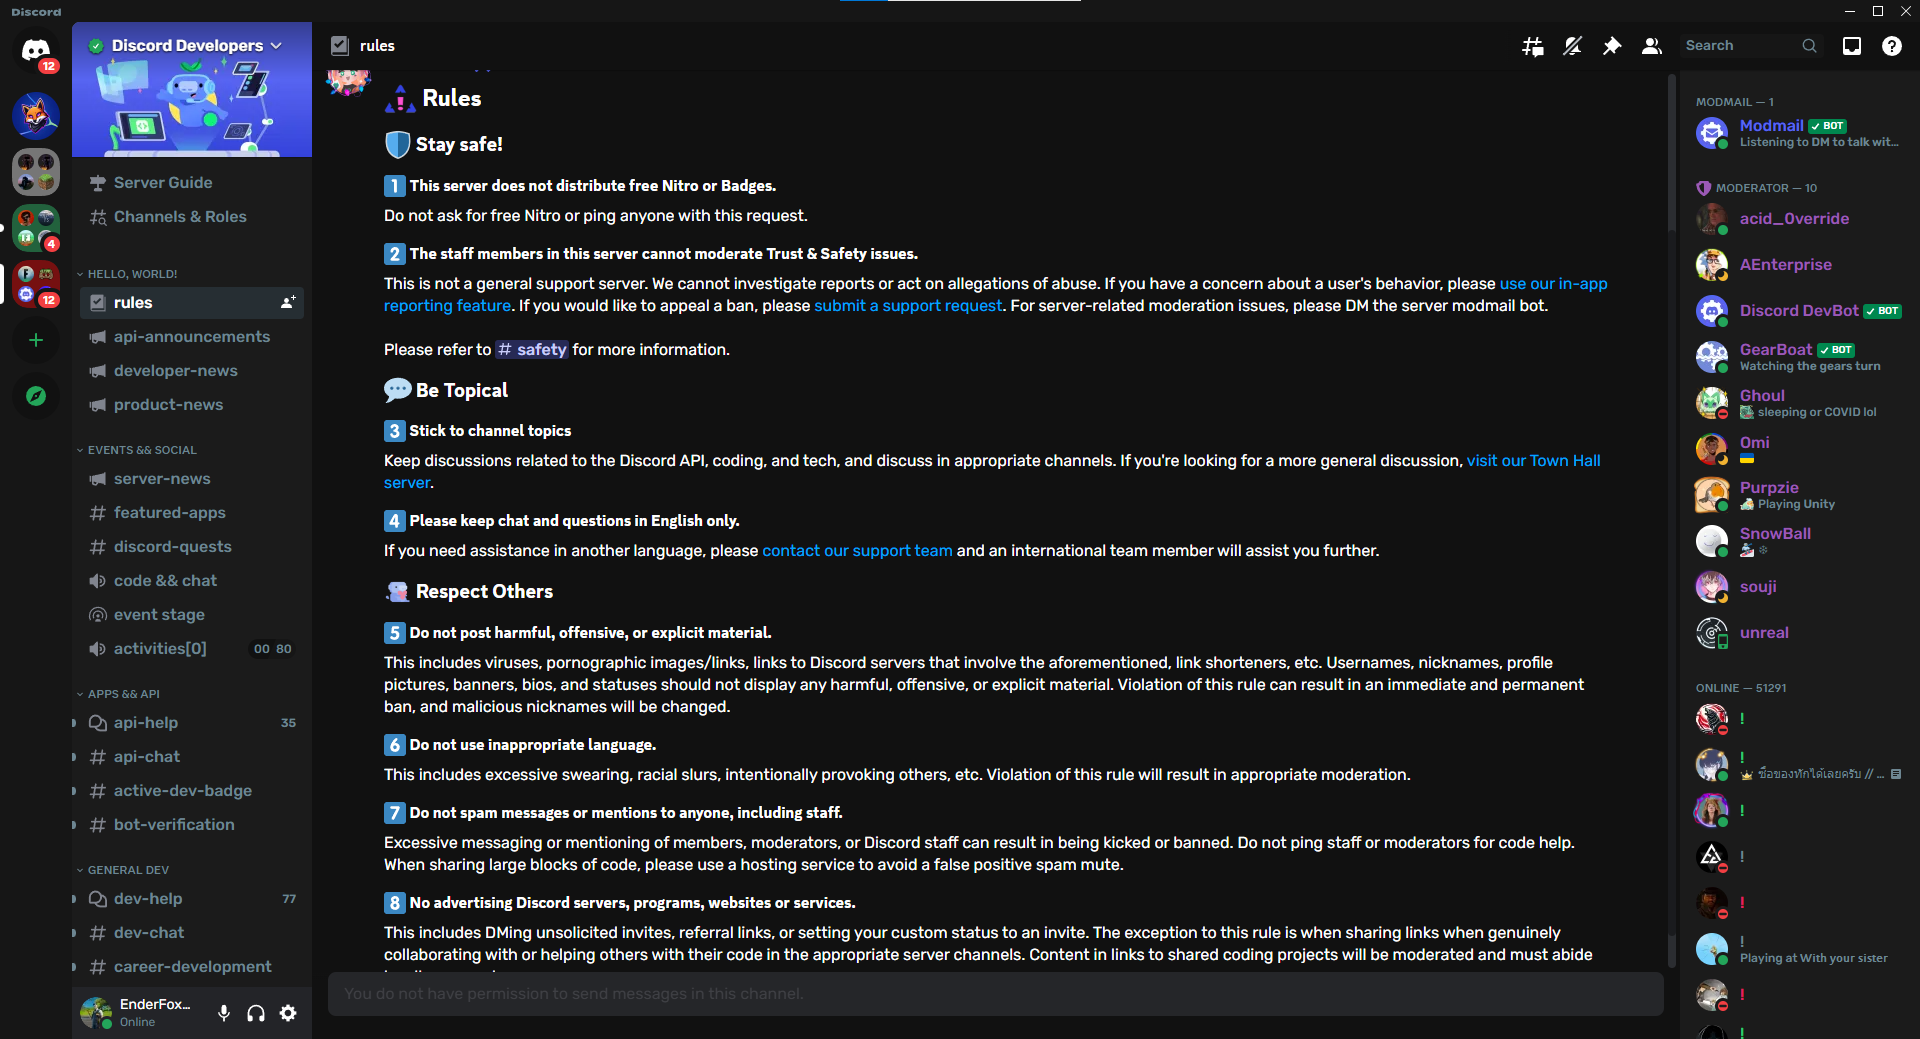 Discord
12
4
12
Discord Developers
Server Guide
Channels & Roles
HELLO, WORLD!
rules
api-announcements
developer-news
product-news
EVENTS && SOCIAL
server-news
featured-apps
discord-quests
code && chat
event stage
activities[0]
00 80
APPS && API
api-help
35
api-chat
active-dev-badge
bot-verification
GENERAL DEV
dev-help
77
dev-chat
career-development
EnderFox...
Online
rules
Search
Rules
Stay safe!
1 This server does not distribute free Nitro or Badges.
Do not ask for free Nitro or ping anyone with this request.
2 The staff members in this server cannot moderate Trust & Safety issues.
This is not a general support server. We cannot investigate reports or act on allegations of abuse. If you have a concern about a user's behavior, please use our in-app
reporting feature. If you would like to appeal a ban, please submit a support request. For server-related moderation issues, please DM the server modmail bot.
Please refer to # safety for more information.
Be Topical
3 Stick to channel topics
Keep discussions related to the Discord API, coding, and tech, and discuss in appropriate channels. If you're looking for a more general discussion, visit our Town Hall
server.
4 Please keep chat and questions in English only.
If you need assistance in another language, please contact our support team and an international team member will assist you further.
Respect Others
5 Do not post harmful, offensive, or explicit material.
This includes viruses, pornographic images/links, links to Discord servers that involve the aforementioned, link shorteners, etc. Usernames, nicknames, profile
pictures, banners, bios, and statuses should not display any harmful, offensive, or explicit material. Violation of this rule can result in an immediate and permanent
ban, and malicious nicknames will be changed.
6 Do not use inappropriate language.
This includes excessive swearing, racial slurs, intentionally provoking others, etc. Violation of this rule will result in appropriate moderation.
7 Do not spam messages or mentions to anyone, including staff.
Excessive messaging or mentioning of members, moderators, or Discord staff can result in being kicked or banned. Do not ping staff or moderators for code help.
When sharing large blocks of code, please use a hosting service to avoid a false positive spam mute.
8 No advertising Discord servers, programs, websites or services.
This includes DMing unsolicited invites, referral links, or setting your custom status to an invite. The exception to this rule is when sharing links when genuinely
collaborating with or helping others with their code in the appropriate server channels. Content in links to shared coding projects will be moderated and must abide
You do not have permission to send messages in this channel.
MODMAIL — 1
Modmail BOT
Listening to DM to talk wit...
MODERATOR — 10
acid_0verride
AEnterprise
Discord DevBot BOT
GearBoat BOT
Watching the gears turn
Ghoul
sleeping or COVID lol
Omi
Purpzie
Playing Unity
SnowBall
souji
unreal
ONLINE — 51291
!
!
ชื่อของทักได้เลยครับ // ...
!
!
!
!
Playing at With your sister
!
!